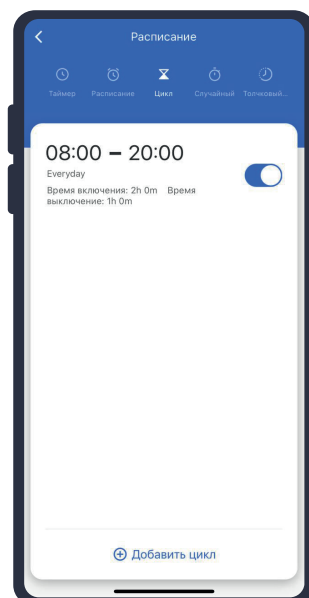 Расписание
Таймер Расписание Цикл Случайный Толчковый...
08:00 – 20:00
Everyday
Время включения: 2h 0m Время
выключение: 1h 0m
Добавить цикл